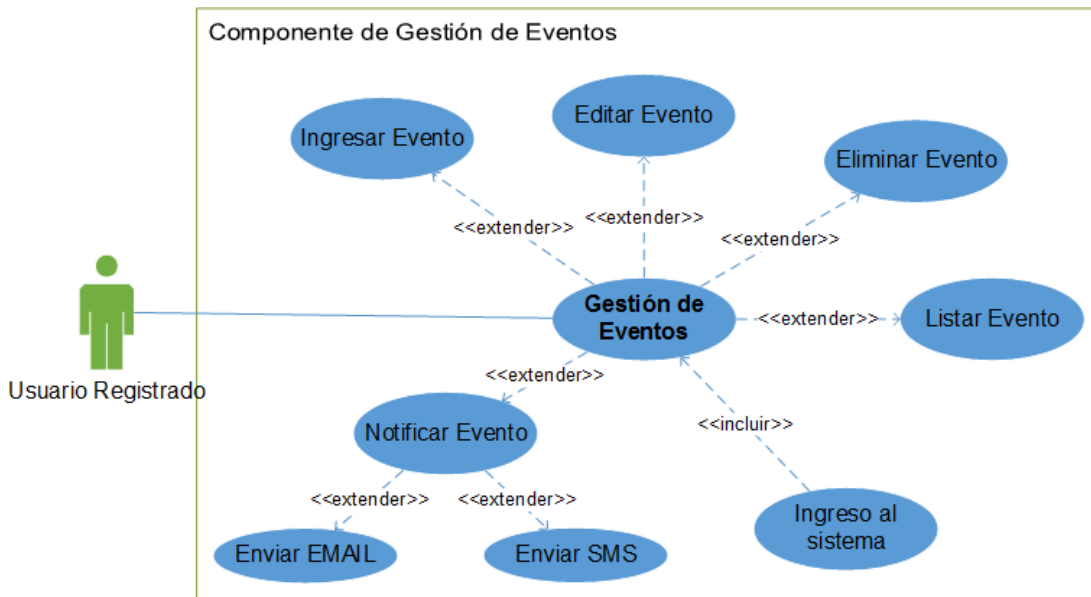 Componente de Gestión de Eventos
Editar Evento
Ingresar Evento
Eliminar Evento
<<extender>>
<<extender>>
<<extender>>
Gestión de
Eventos
<<extender>>
Listar Evento
Usuario Registrado
<<extender>>
Notificar Evento
<<incluir>>
<<extender>>
<<extender>>
Ingreso al
sistema
Enviar EMAIL
Enviar SMS